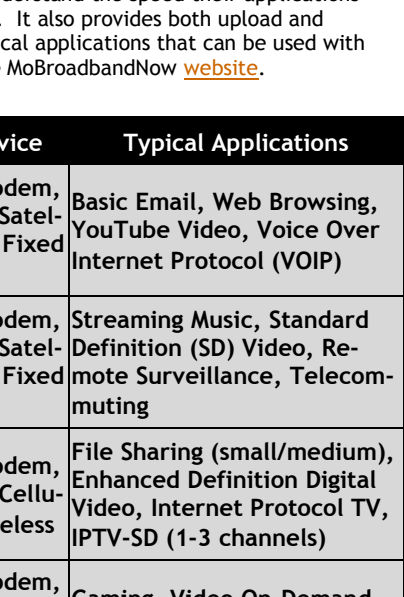 understand the speed their applications
. It also provides both upload and
ical applications that can be used with
e MoBroadbandNow website.
vice Typical Applications
odem,
Satel-
Fixed
Basic Email, Web Browsing,
YouTube Video, Voice Over
Internet Protocol (VOIP)
odem,
Satel-
Fixed
Streaming Music, Standard
Definition (SD) Video, Re-
mote Surveillance, Telecom-
muting
odem,
Cellu-
eless
File Sharing (small/medium),
Enhanced Definition Digital
Video, Internet Protocol TV,
IPTV-SD (1-3 channels)
odem,
Gaming, Video On Demand